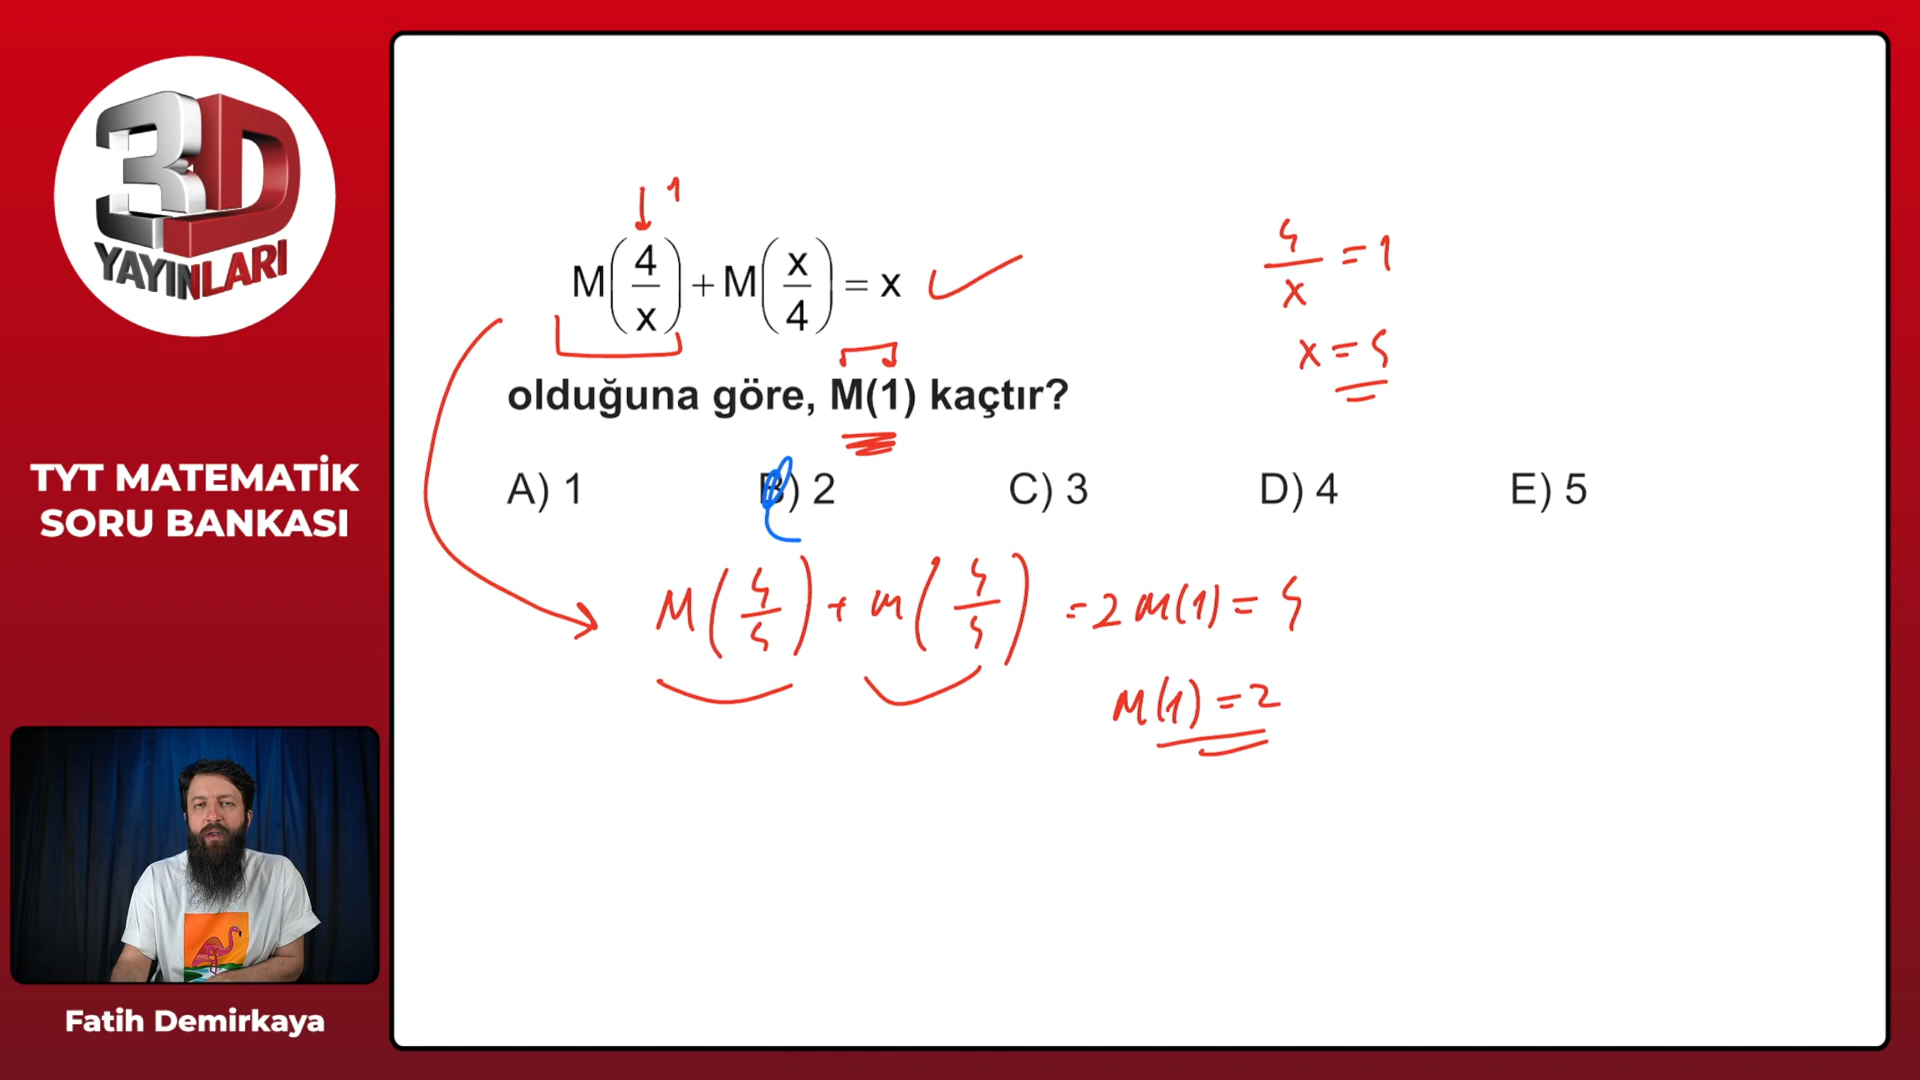 3D
YAYINLARI
TYT MATEMATİK
SORU BANKASI
Fatih Demirkaya
1
M(4/x) + M(x/4) = x
olduğuna göre, M(1) kaçtır?
A) 1 B) 2 C) 3 D) 4 E) 5
4/x = 1
x = 4
M(4/4) + M(4/4) = 2M(1) = 4
M(1) = 2